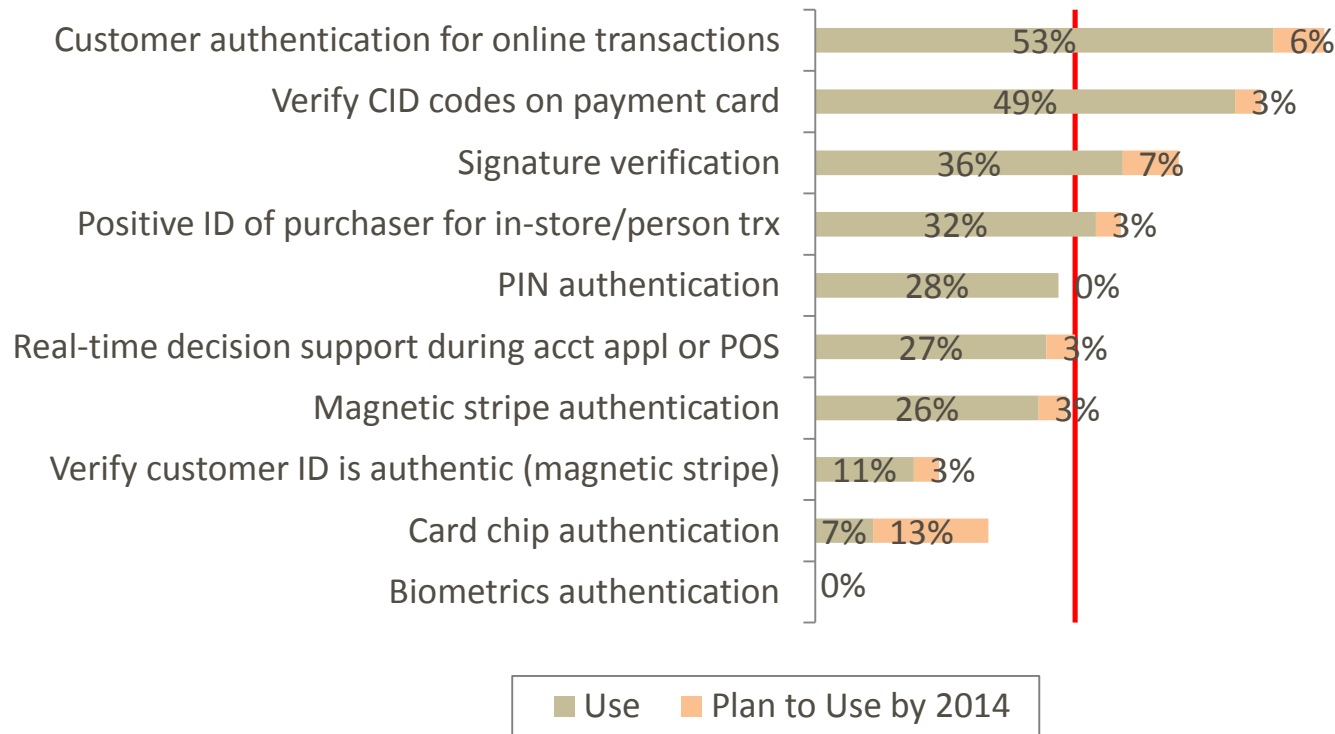 Customer authentication for online transactions 53% 6%
Verify CID codes on payment card 49% 3%
Signature verification 36% 7%
Positive ID of purchaser for in-store/person trx 32% 3%
PIN authentication 28% 0%
Real-time decision support during acct appl or POS 27% 3%
Magnetic stripe authentication 26% 3%
Verify customer ID is authentic (magnetic stripe) 11% 3%
Card chip authentication 7% 13%
Biometrics authentication 0%
Use Plan to Use by 2014